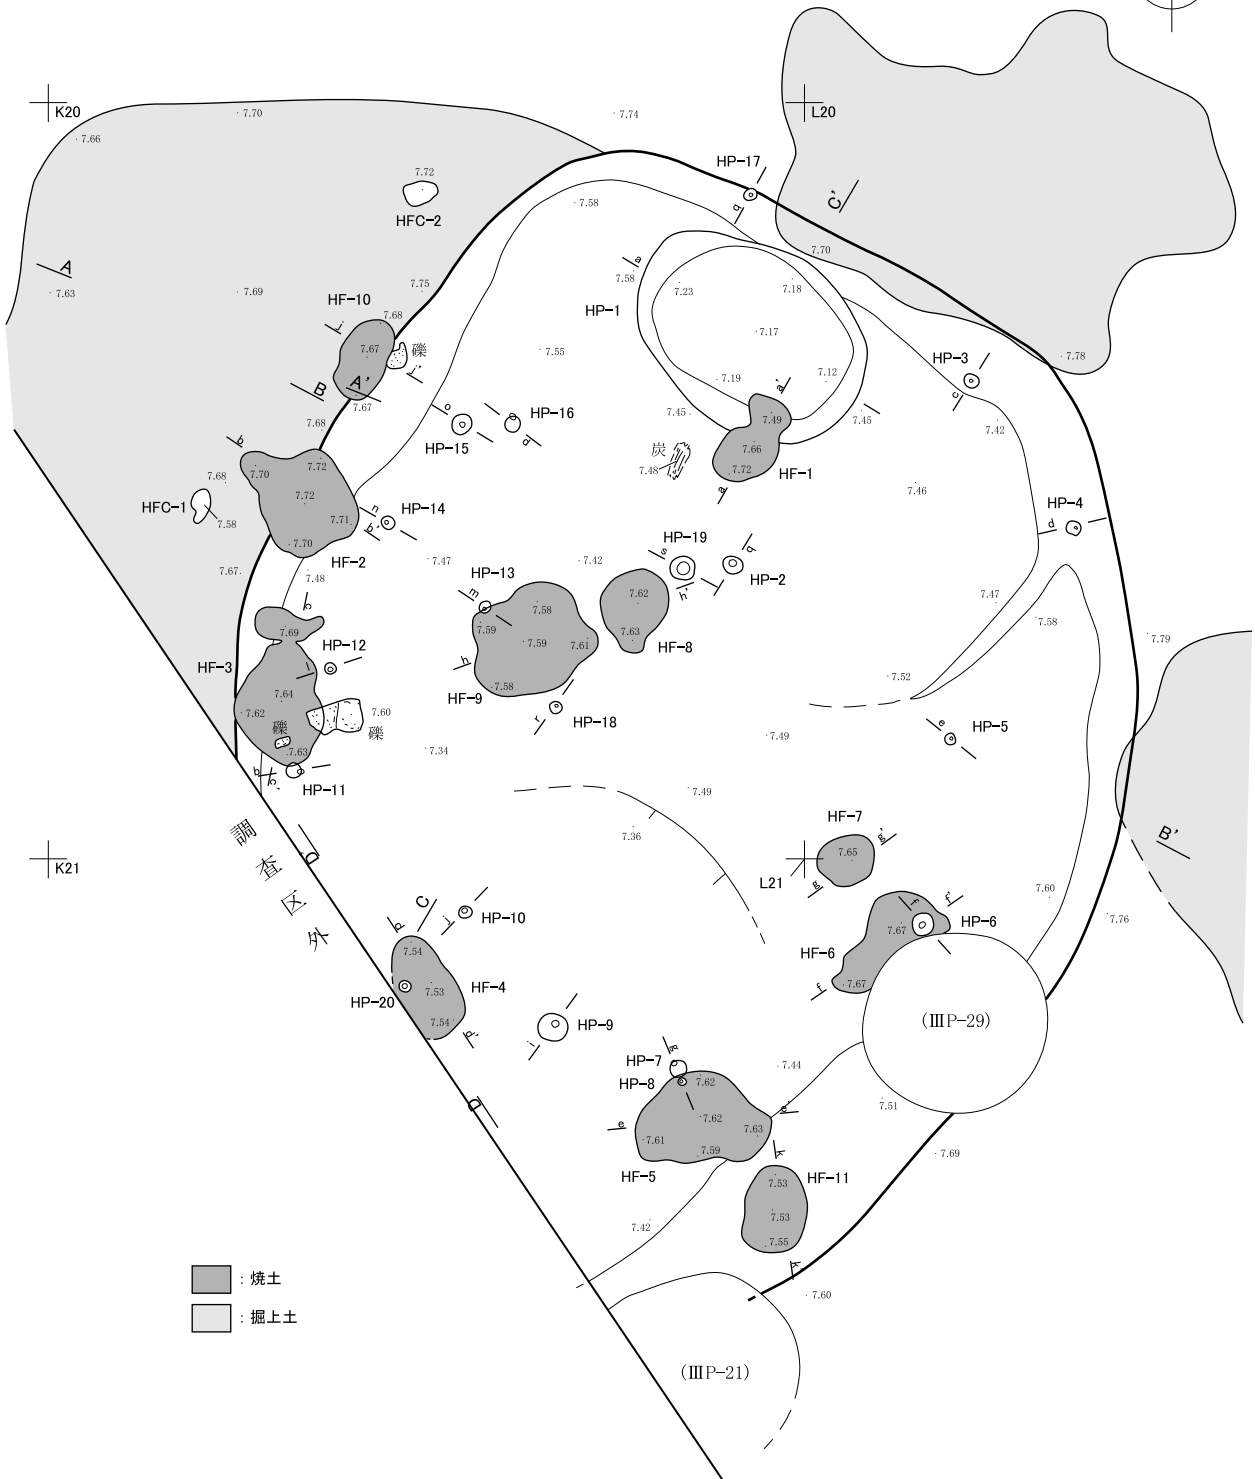 K20
L20
7.66
7.70
7.74
HP-17
7.72
HFC-2
q
C'
7.58
7.70
A
7.63
7.69
7.75
a
7.58
7.23
7.18
HP-1
7.17
HF-10
7.68
7.67
礫
j'
B
A'
7.67
7.55
7.19
7.12
a'
7.78
HP-3
c
7.42
7.68
o
HP-16
HP-15
7.45
7.49
7.45
炭
7.48
7.66
7.72
HF-1
a
b
7.70
7.72
7.68
7.72
HFC-1
7.58
7.71
n
HP-14
b'
7.46
HP-4
d
7.70
HF-2
7.67
7.48
7.47
HP-13
m
7.42
HP-19
s
q
HP-2
h'
7.62
7.63
HF-8
7.58
7.59
7.59
7.61
h
7.58
HF-9
7.47
7.58
7.79
c
7.69
HP-12
HF-3
7.64
7.62
礫
7.63
7.60
礫
HP-18
r
7.52
HP-5
e
7.34
7.49
HP-11
7.49
7.36
HF-7
B'
調査区外
K21
D
7.65
g'
L21
g
7.60
7.76
C
HP-10
j
7.54
7.53
HF-4
HP-20
7.54
f
f'
7.67
HP-6
HF-6
7.67
f
(ⅢP-29)
HP-9
i
d'
HP-7
g
HP-8
7.62
7.44
7.51
D
7.62
7.61
7.63
e'
e
7.59
HF-5
k
7.69
HF-11
7.53
7.53
7.55
7.42
k'
7.60
：焼土
：掘上土
(ⅢP-21)